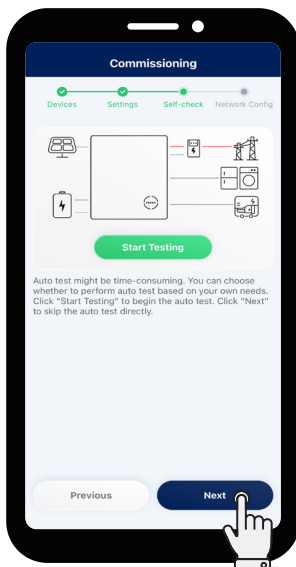 Commissioning
Devices Settings Self-check Network Config
Start Testing
Auto test might be time-consuming. You can choose
whether to perform auto test based on your own needs.
Click "Start Testing" to begin the auto test. Click "Next"
to skip the auto test directly.
Previous Next